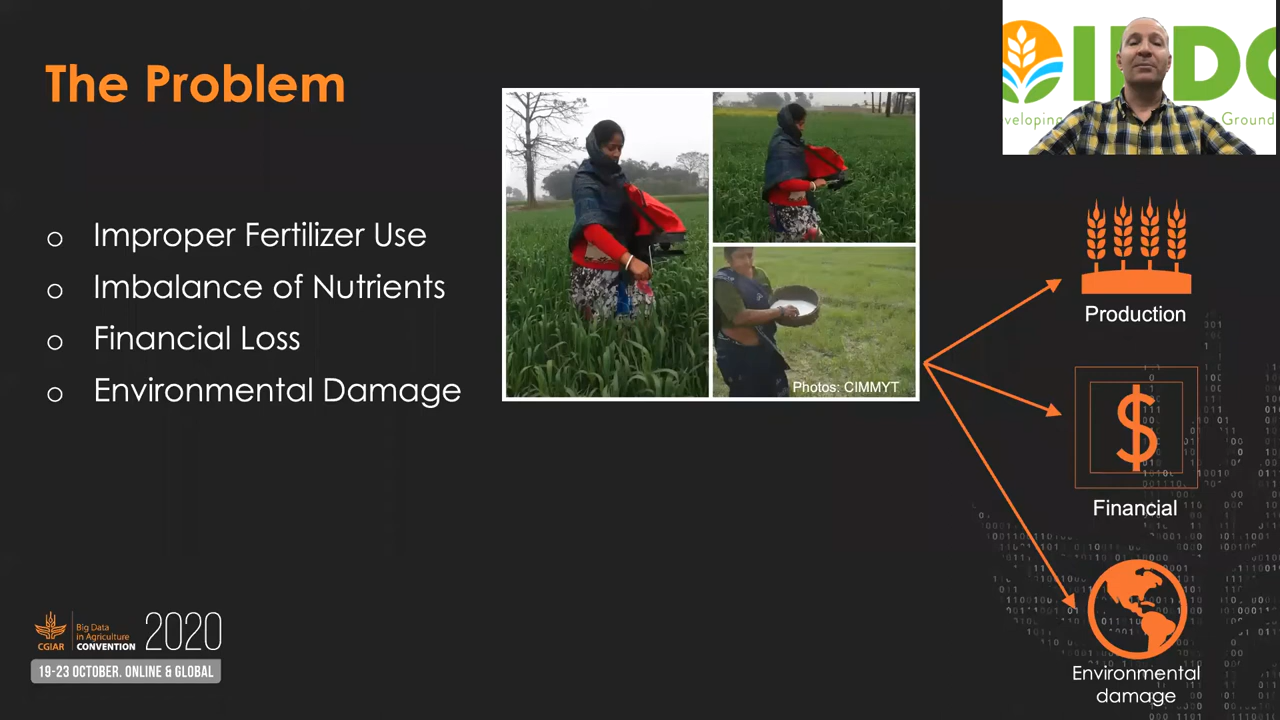 The Problem
Improper Fertilizer Use
Imbalance of Nutrients
Financial Loss
Environmental Damage
Photos: CIMMYT
Production
$
Financial
Environmental
damage
CGIAR
Big Data
in Agriculture
CONVENTION
2020
19-23 OCTOBER. ONLINE & GLOBAL